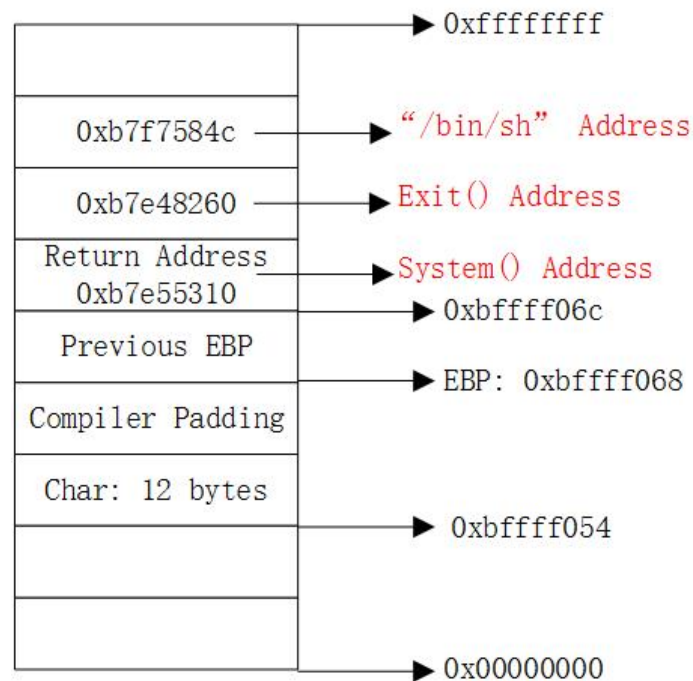 0xffffffff
0xb7f7584c
“/bin/sh” Address
0xb7e48260
Exit() Address
Return Address
0xb7e55310
System() Address
0xbffff06c
Previous EBP
EBP: 0xbffff068
Compiler Padding
Char: 12 bytes
0xbffff054
0x00000000